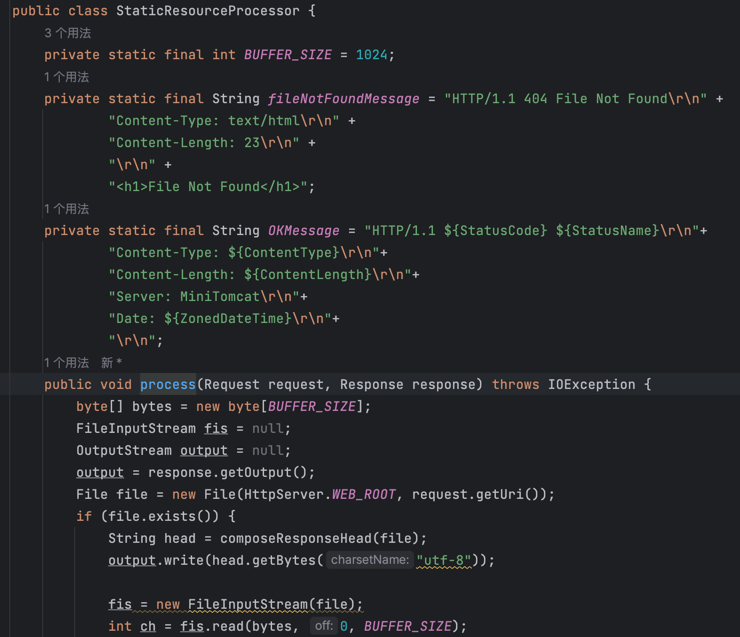 public class StaticResourceProcessor {
3 个用法
private static final int BUFFER_SIZE = 1024;
1 个用法
private static final String fileNotFoundMessage = "HTTP/1.1 404 File Not Found\r\n" +
"Content-Type: text/html\r\n" +
"Content-Length: 23\r\n" +
"\r\n" +
"<h1>File Not Found</h1>";
1 个用法
private static final String OKMessage = "HTTP/1.1 ${StatusCode} ${StatusName}\r\n"+
"Content-Type: ${ContentType}\r\n"+
"Content-Length: ${ContentLength}\r\n"+
"Server: MiniTomcat\r\n"+
"Date: ${ZonedDateTime}\r\n"+
"\r\n";
1 个用法 新 *
public void process(Request request, Response response) throws IOException {
byte[] bytes = new byte[BUFFER_SIZE];
FileInputStream fis = null;
OutputStream output = null;
output = response.getOutput();
File file = new File(HttpServer.WEB_ROOT, request.getUri());
if (file.exists()) {
String head = composeResponseHead(file);
output.write(head.getBytes( charsetName: "utf-8"));
fis = new FileInputStream(file);
int ch = fis.read(bytes, off: 0, BUFFER_SIZE);